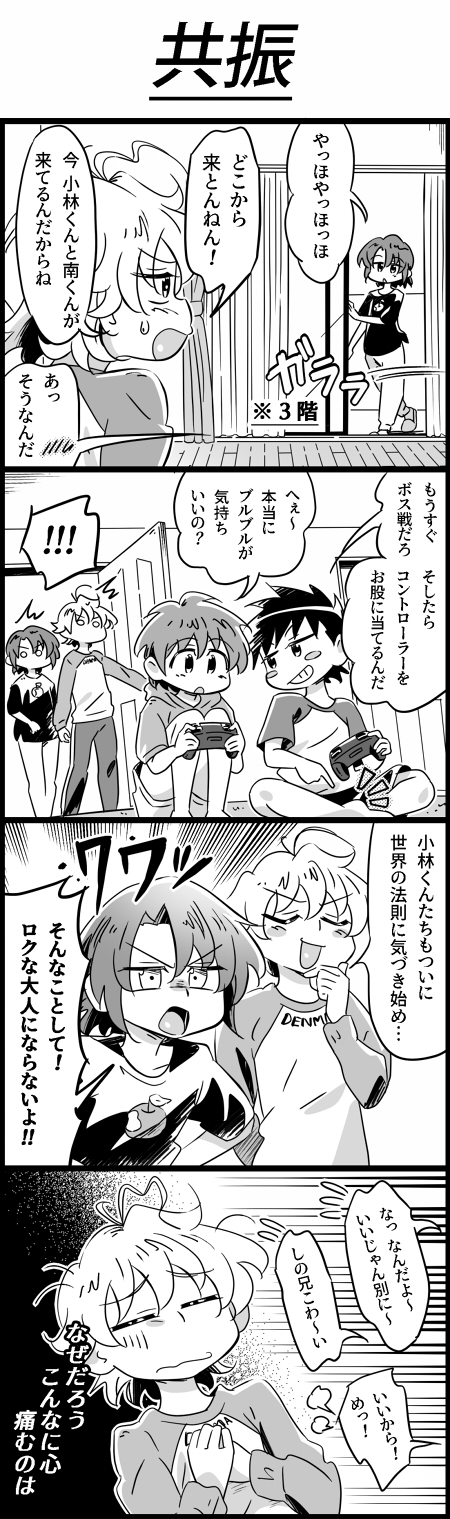 共振
やっほやっほっほ
どこから
来とんねん！
今 小林くんと南くんが
来てるんだからね
ガララ
※３階
あっ
そうなんだ
もうすぐ
ボス戦だろ
そしたら
コントローラーを
お股に当てるんだ
へぇ～
本当に
ブルブルが
気持ち
いいの？
!!!
DENMA
小林くんたちもついに
世界の法則に気づき始め…
クワッ
DENM
そんなことして！
ロクな大人にならないよ!!
なっ なんだよ～
いいじゃん別に～
しの兄こわ～い
いいから！
めっ！
なぜだろう
こんなに心
痛むのは